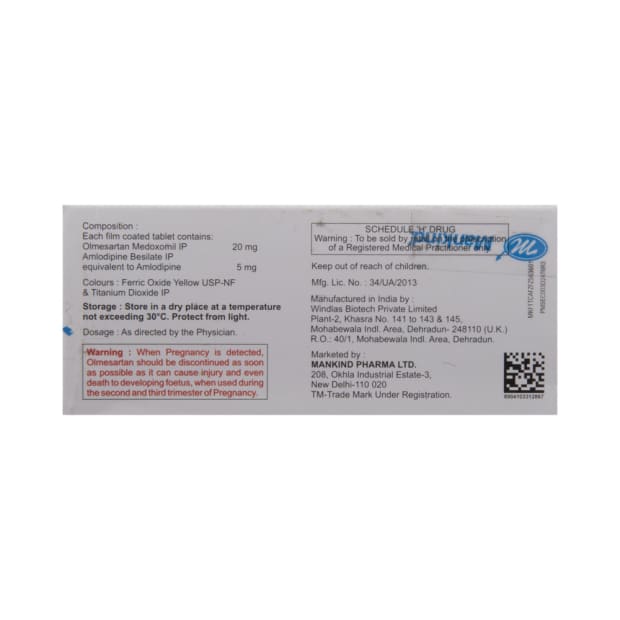 Composition :
Each film coated tablet contains:
Olmesartan Medoxomil IP 20 mg
Amlodipine Besilate IP
equivalent to Amlodipine 5 mg
Colours : Ferric Oxide Yellow USP-NF
& Titanium Dioxide IP
Storage : Store in a dry place at a temperature
not exceeding 30°C. Protect from light.
Dosage : As directed by the Physician.
Warning : When Pregnancy is detected,
Olmesartan should be discontinued as soon
as possible as it can cause injury and even
death to developing foetus, when used during
the second and third trimester of Pregnancy.
SCHEDULE 'H' DRUG
Warning : To be sold by
of a Registered Medical Practitioner only.
Keep out of reach of children.
Mfg. Lic. No. : 34/UA/2013
Manufactured in India by :
Windlas Biotech Private Limited
Plant-2, Khasra No. 141 to 143 & 145,
Mohabewala Indl. Area, Dehradun- 248110 (U.K.)
R.O.: 40/1, Mohabewala Indl. Area, Dehradun.
Marketed by :
MANKIND PHARMA LTD.
208, Okhla Industrial Estate-3,
New Delhi-110 020
TM-Trade Mark Under Registration.
Mankind